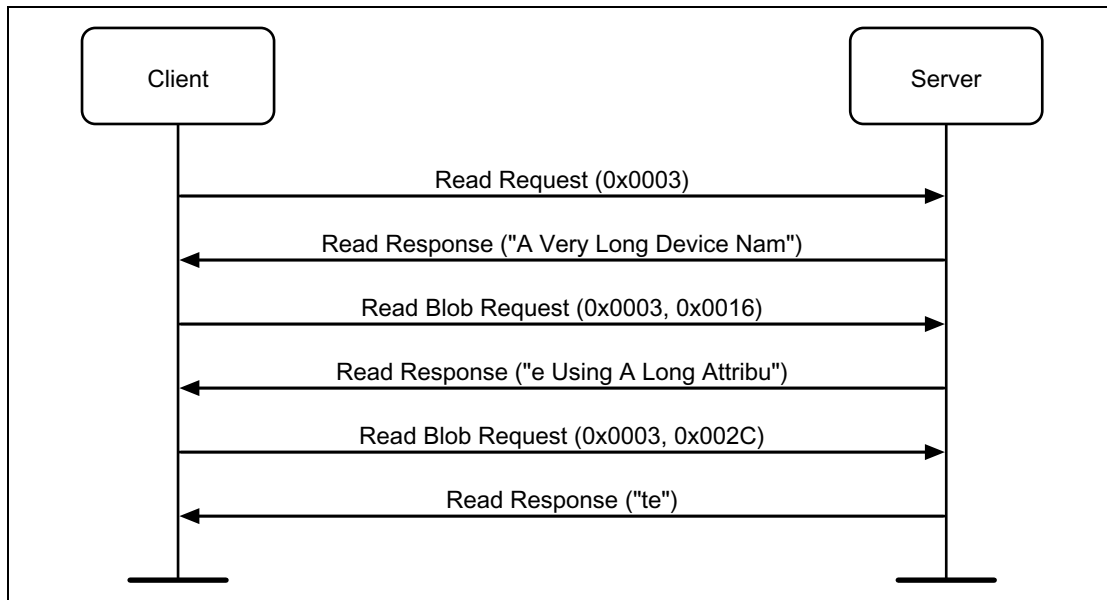 Client
Server
Read Request (0x0003)
Read Response ("A Very Long Device Nam")
Read Blob Request (0x0003, 0x0016)
Read Response ("e Using A Long Attribu")
Read Blob Request (0x0003, 0x002C)
Read Response ("te")